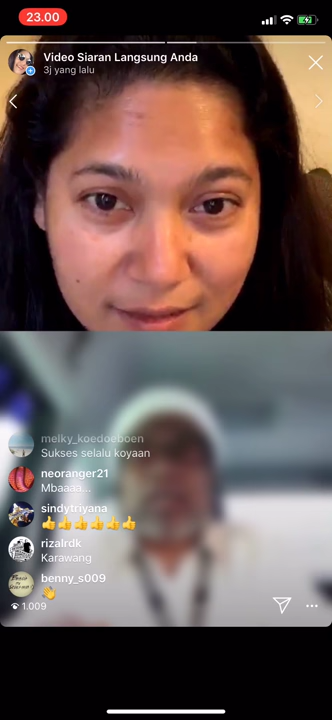 23.00
Video Siaran Langsung Anda
3j yang lalu
melky_koedoeboen
Sukses selalu koyaan
neoranger21
Mbaaaa...
sindytriyana
👍👍👍👍👍👍
rizalrdk
Karawang
benny_s009
👏
1.009